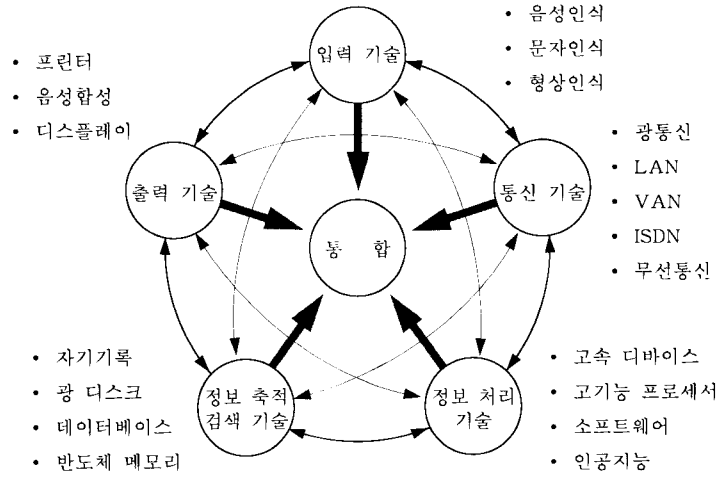 • 음성인식
• 문자인식
• 형상인식
입력 기술
• 프린터
• 음성합성
• 디스플레이
• 광통신
• LAN
• VAN
• ISDN
• 무선통신
출력 기술
통신 기술
통 합
• 자기기록
• 광 디스크
• 데이터베이스
• 반도체 메모리
정보 축적
검색 기술
정보 처리
기술
• 고속 디바이스
• 고기능 프로세서
• 소프트웨어
• 인공지능